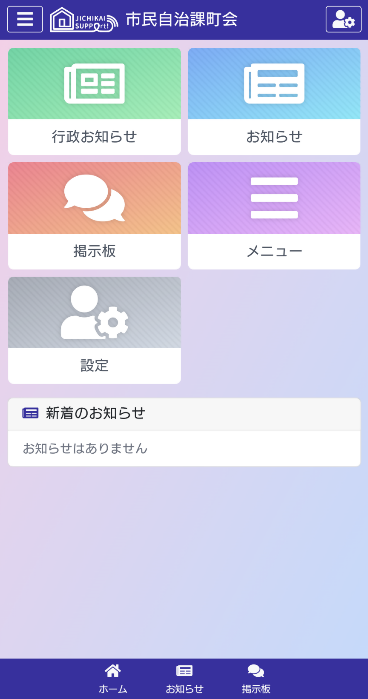 JICHIKAI
SUPPOrt!
市民自治課町会
行政お知らせ
お知らせ
掲示板
メニュー
設定
新着のお知らせ
お知らせはありません
ホーム
お知らせ
掲示板